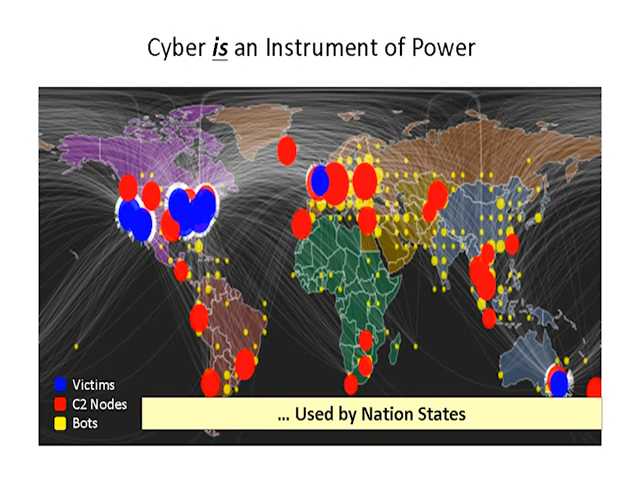 Cyber is an Instrument of Power
Victims
C2 Nodes
Bots
... Used by Nation States